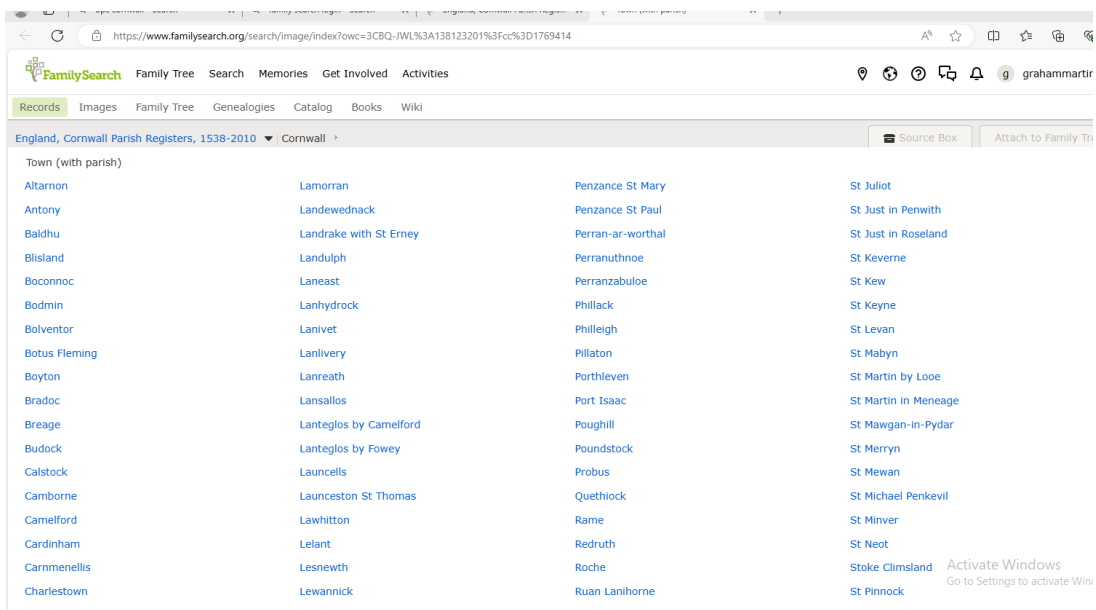 https://www.familysearch.org/search/image/index?owc=3CBQ-JWL%3A138123201%3Fcc%3D1769414
FamilySearch Family Tree Search Memories Get Involved Activities g grahammartin
Records Images Family Tree Genealogies Catalog Books Wiki
England, Cornwall Parish Registers, 1538-2010 Cornwall › Source Box Attach to Family Tre
Town (with parish)
Altarnon Lamorran Penzance St Mary St Juliot
Antony Landewednack Penzance St Paul St Just in Penwith
Baldhu Landrake with St Erney Perran-ar-worthal St Just in Roseland
Blisland Landulph Perranuthnoe St Keverne
Boconnoc Laneast Perranzabuloe St Kew
Bodmin Lanhydrock Phillack St Keyne
Bolventor Lanivet Philleigh St Levan
Botus Fleming Lanlivery Pillaton St Mabyn
Boyton Lanreath Porthleven St Martin by Looe
Bradoc Lansallos Port Isaac St Martin in Meneage
Breage Lanteglos by Camelford Poughill St Mawgan-in-Pydar
Budock Lanteglos by Fowey Poundstock St Merryn
Calstock Launcells Probus St Mewan
Camborne Launceston St Thomas Quethiock St Michael Penkevil
Camelford Lawhitton Rame St Minver
Cardinham Lelant Redruth St Neot
Carnmenellis Lesnewth Roche Stoke Climsland Activate Windows
Charlestown Lewannick Ruan Lanihorne St Pinnock Go to Settings to activate Wind